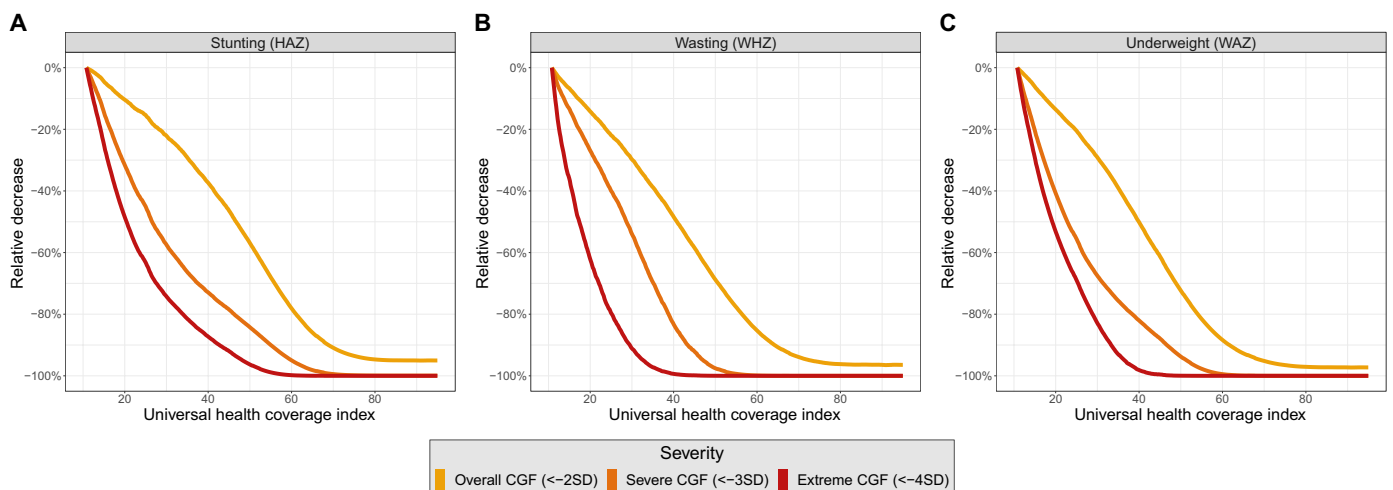 A
Stunting (HAZ)
0%
−20%
−40%
−60%
−80%
−100%
Relative decrease
20
40
60
80
Universal health coverage index
B
Wasting (WHZ)
0%
−20%
−40%
−60%
−80%
−100%
Relative decrease
20
40
60
80
Universal health coverage index
C
Underweight (WAZ)
0%
−20%
−40%
−60%
−80%
−100%
Relative decrease
20
40
60
80
Universal health coverage index
Severity
Overall CGF (<−2SD) Severe CGF (<−3SD) Extreme CGF (<−4SD)